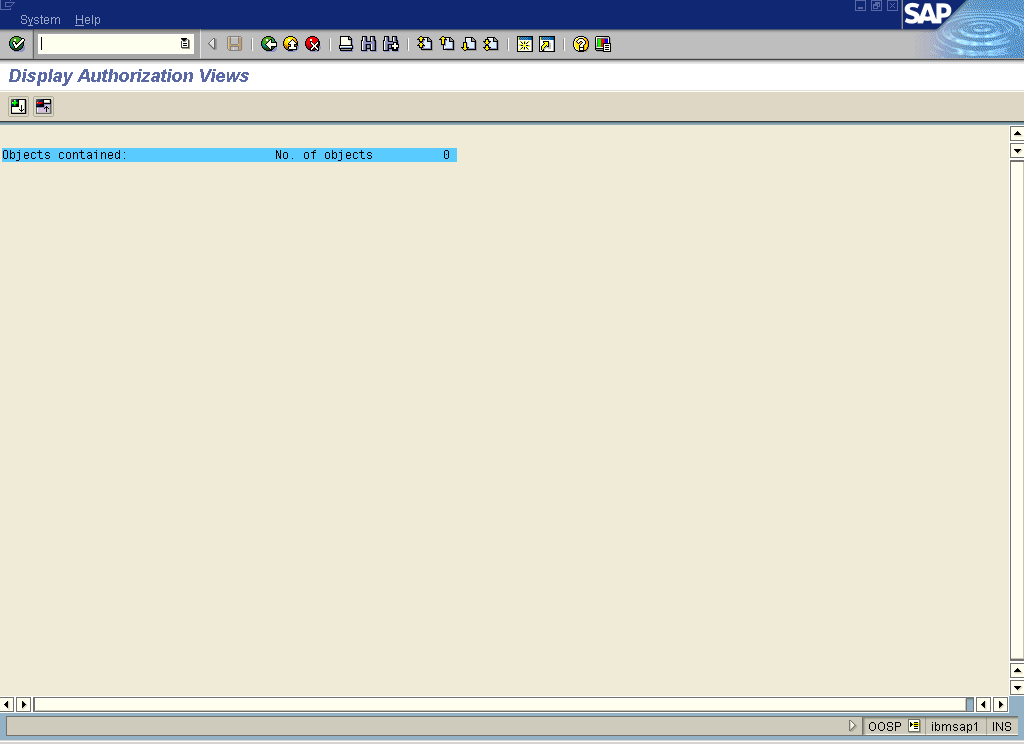 System Help
SAP
Display Authorization Views
Objects contained: No. of objects 0
OOSP ibmsap1 INS